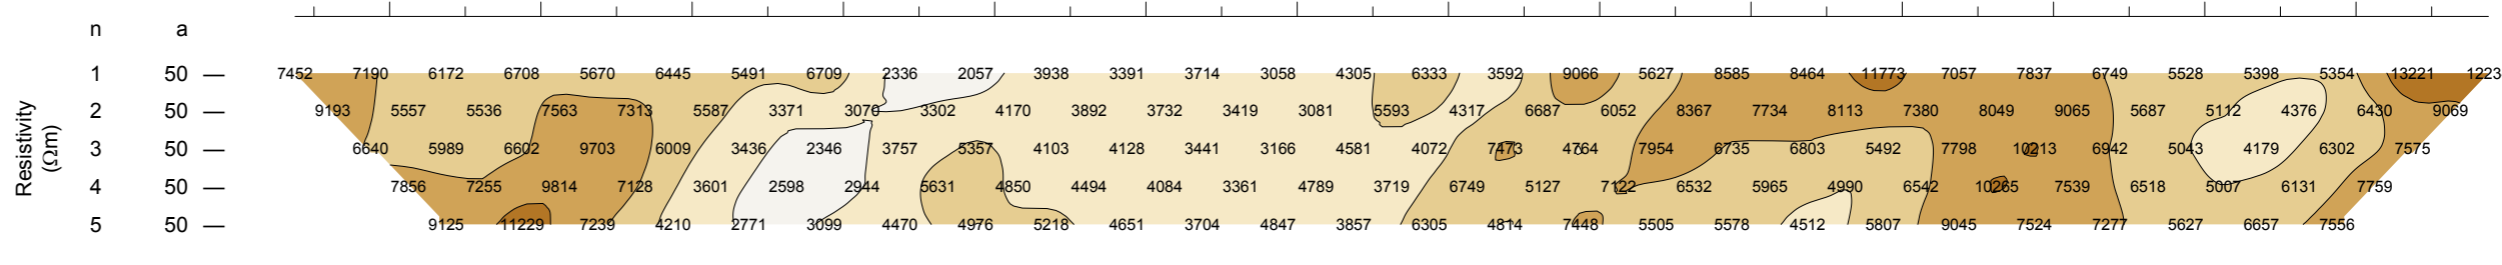 n a
1 50 — 7452 7190 6172 6708 5670 6445 5491 6709 2336 2057 3938 3391 3714 3058 4305 6333 3592 9066 5627 8585 8464 11773 7057 7837 6749 5528 5398 5354 13221 1223
2 50 — 9193 5557 5536 7563 7313 5587 3371 3070 3302 4170 3892 3732 3419 3081 5593 4317 6687 6052 8367 7734 8113 7380 8049 9065 5687 5112 4376 6430 9069
3 50 — 6640 5989 6602 9703 6009 3436 2346 3757 5357 4103 4128 3441 3166 4581 4072 7473 4764 7954 6735 6803 5492 7798 10213 6942 5043 4179 6302 7575
4 50 — 7856 7255 9814 7128 3601 2598 2944 5631 4850 4494 4084 3361 4789 3719 6749 5127 7122 6532 5965 4990 6542 10265 7539 6518 5007 6131 7759
5 50 — 9125 11229 7239 4210 2771 3099 4470 4976 5218 4651 3704 4847 3857 6305 4814 7448 5505 5578 4512 5807 9045 7524 7277 5627 6657 7556
Resistivity
(Ωm)